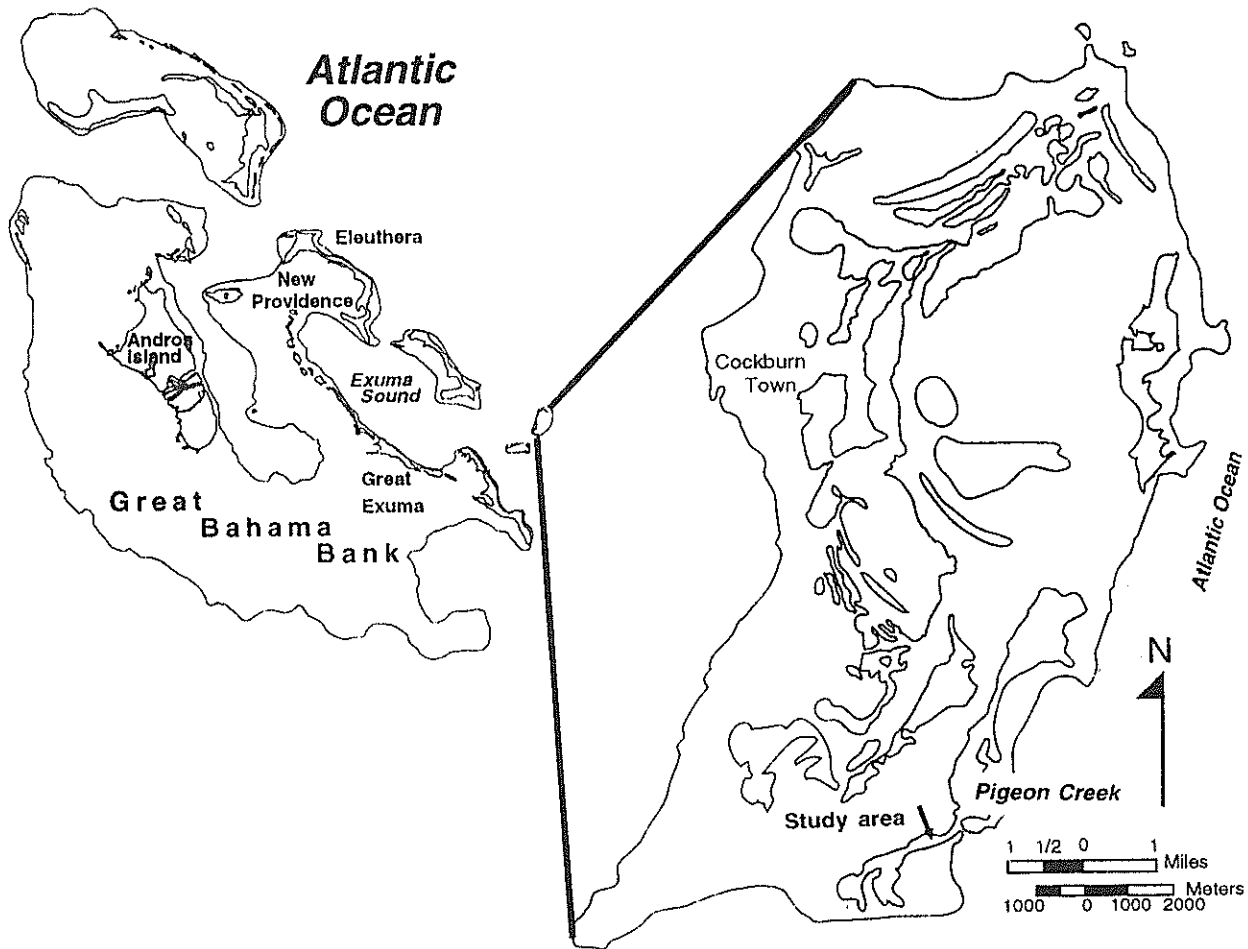 Atlantic
Ocean
Eleuthera
New
Providence
Andros
Island
Exuma
Sound
Great
Exuma
Great
Bahama
Bank
Cockburn
Town
Atlantic Ocean
N
Pigeon Creek
Study area
1 1/2 0 1
Miles
Meters
1000 0 1000 2000